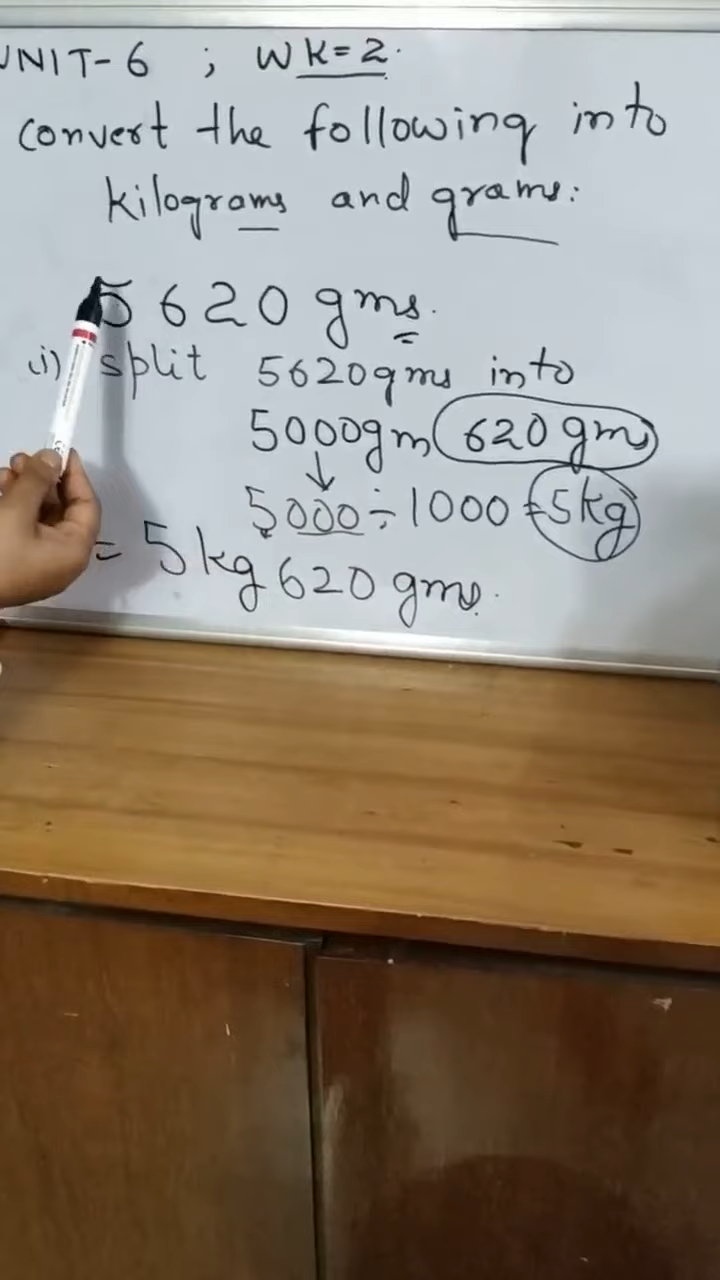 UNIT-6 ; WK=2.
convert the following into
kilograms and grams:
5620 gms.
(i) split 5620gms into
5000gm 620gm
5000÷1000=5kg
= 5kg 620 gms.